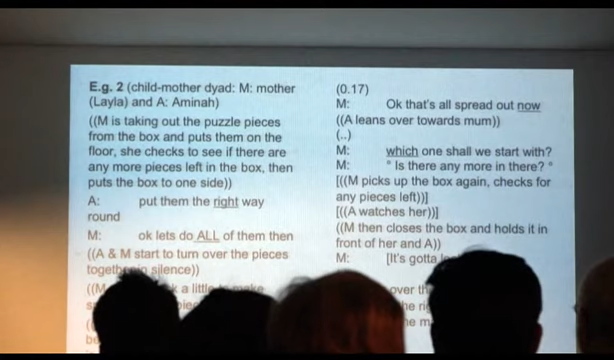 E.g. 2 (child-mother dyad: M: mother
(Layla) and A: Aminah)
((M is taking out the puzzle pieces
from the box and puts them on the
floor, she checks to see if there are
any more pieces left in the box, then
puts the box to one side))
A: put them the right way
round
M: ok lets do ALL of them then
((A & M start to turn over the pieces
together in silence))
((M a little
(0.17)
M: Ok that's all spread out now
((A leans over towards mum))
(..)
M: which one shall we start with?
M: ° Is there any more in there? °
[((M picks up the box again, checks for
any pieces left))]
[((A watches her))]
((M then closes the box and holds it in
front of her and A))
M: [It's gotta
over